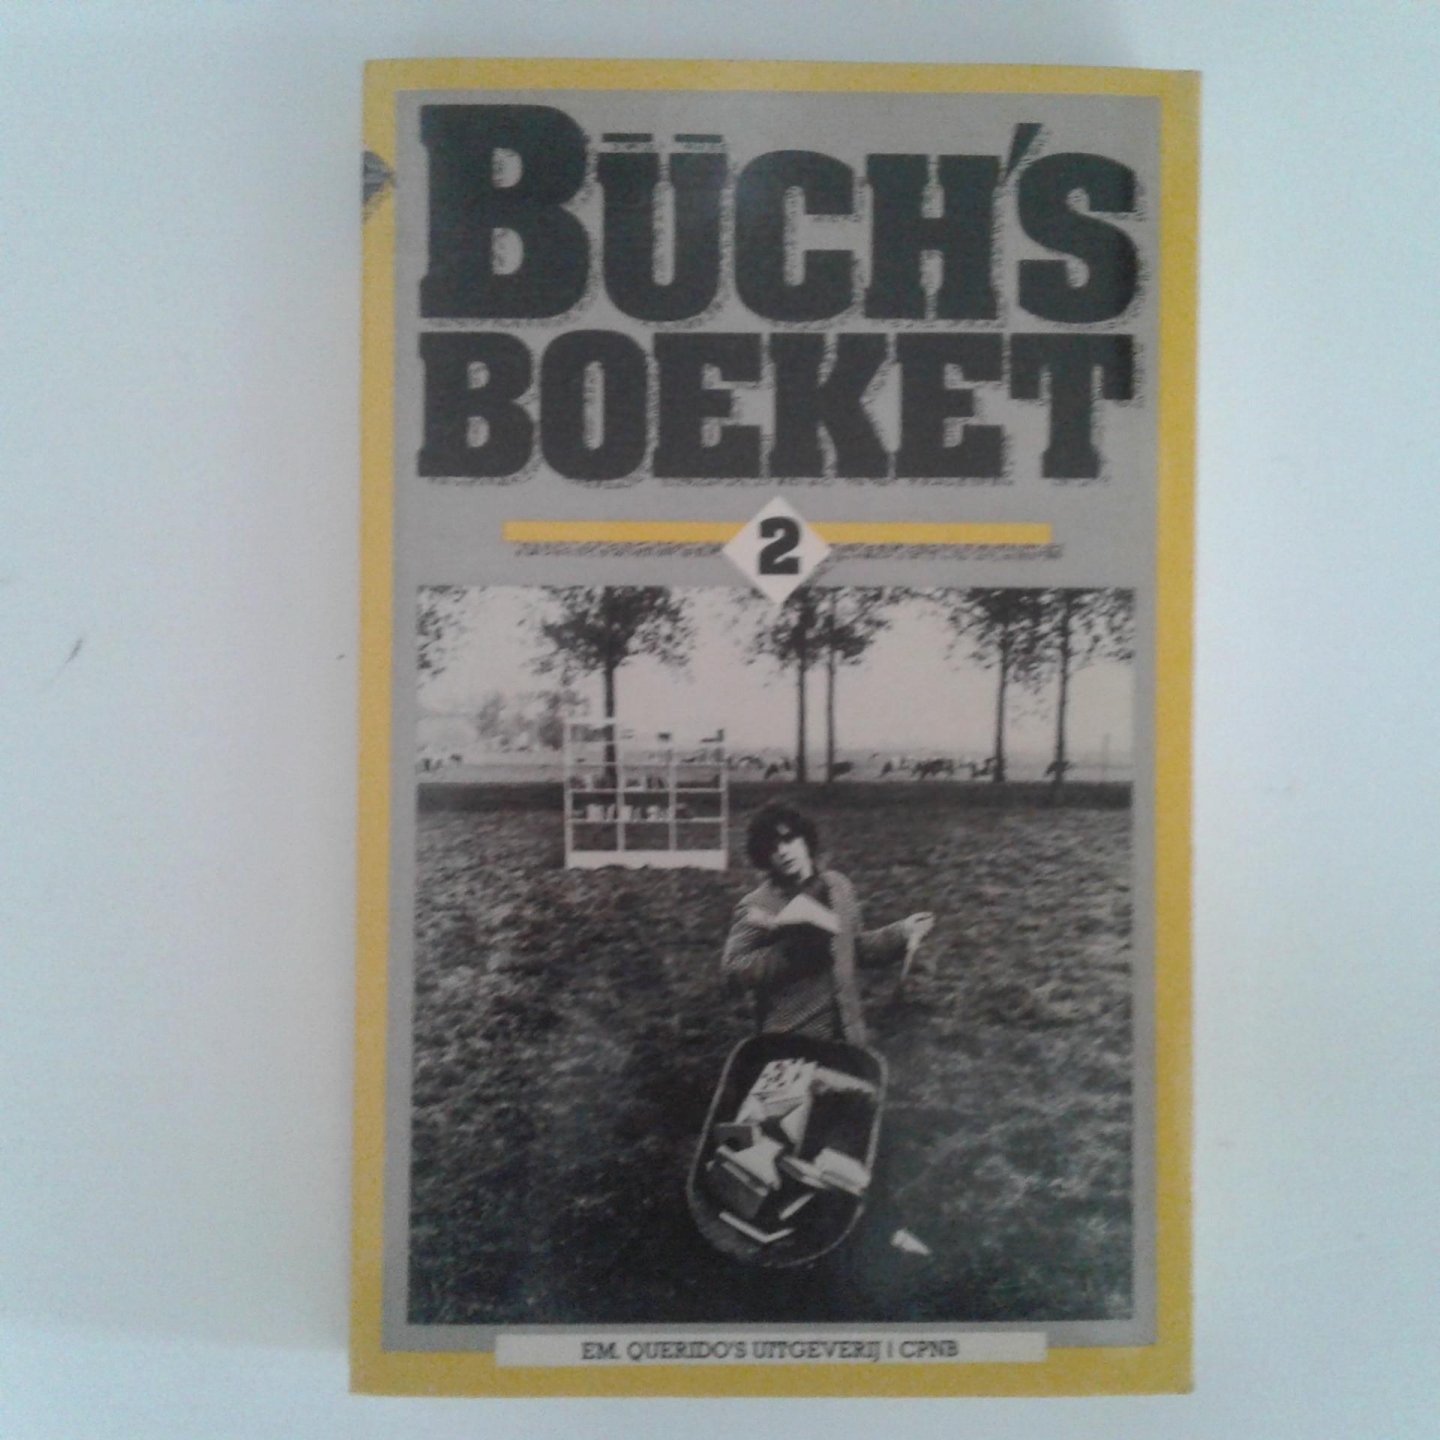 BÜCH'S
BOEKET
2
EM. QUERIDO'S UITGEVERIJ | CPNB